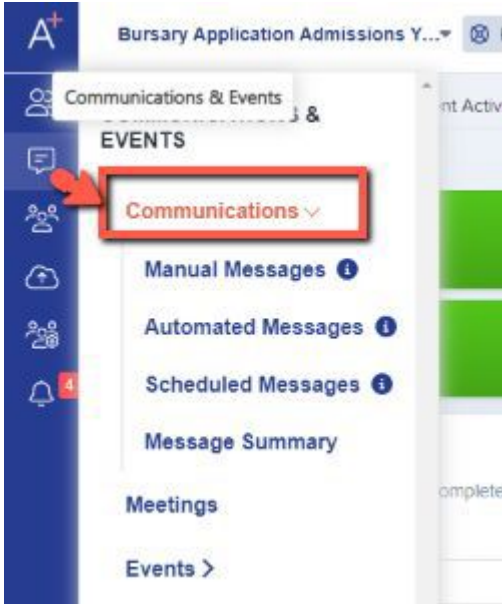 A+
Bursary Application Admissions Y...
Communications & Events
nt Activ
&
EVENTS
Communications
Manual Messages
Automated Messages
Scheduled Messages
4
Message Summary
Meetings
omplete
Events >